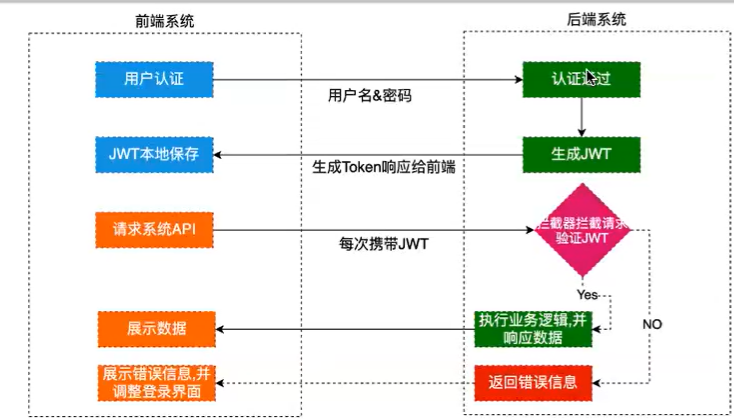 前端系统
后端系统
用户认证
用户名&密码
认证通过
JWT本地保存
生成Token响应给前端
生成JWT
请求系统API
每次携带JWT
拦截器拦截请求
验证JWT
Yes
NO
展示数据
执行业务逻辑,并
响应数据
展示错误信息,并
调整登录界面
返回错误信息